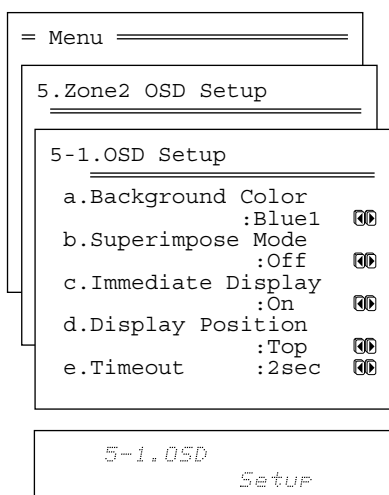 = Menu
5.Zone2 OSD Setup
5-1.OSD Setup
a.Background Color
:Blue1
b.Superimpose Mode
:Off
c.Immediate Display
:On
d.Display Position
:Top
e.Timeout :2sec
5-1.OSD
Setup